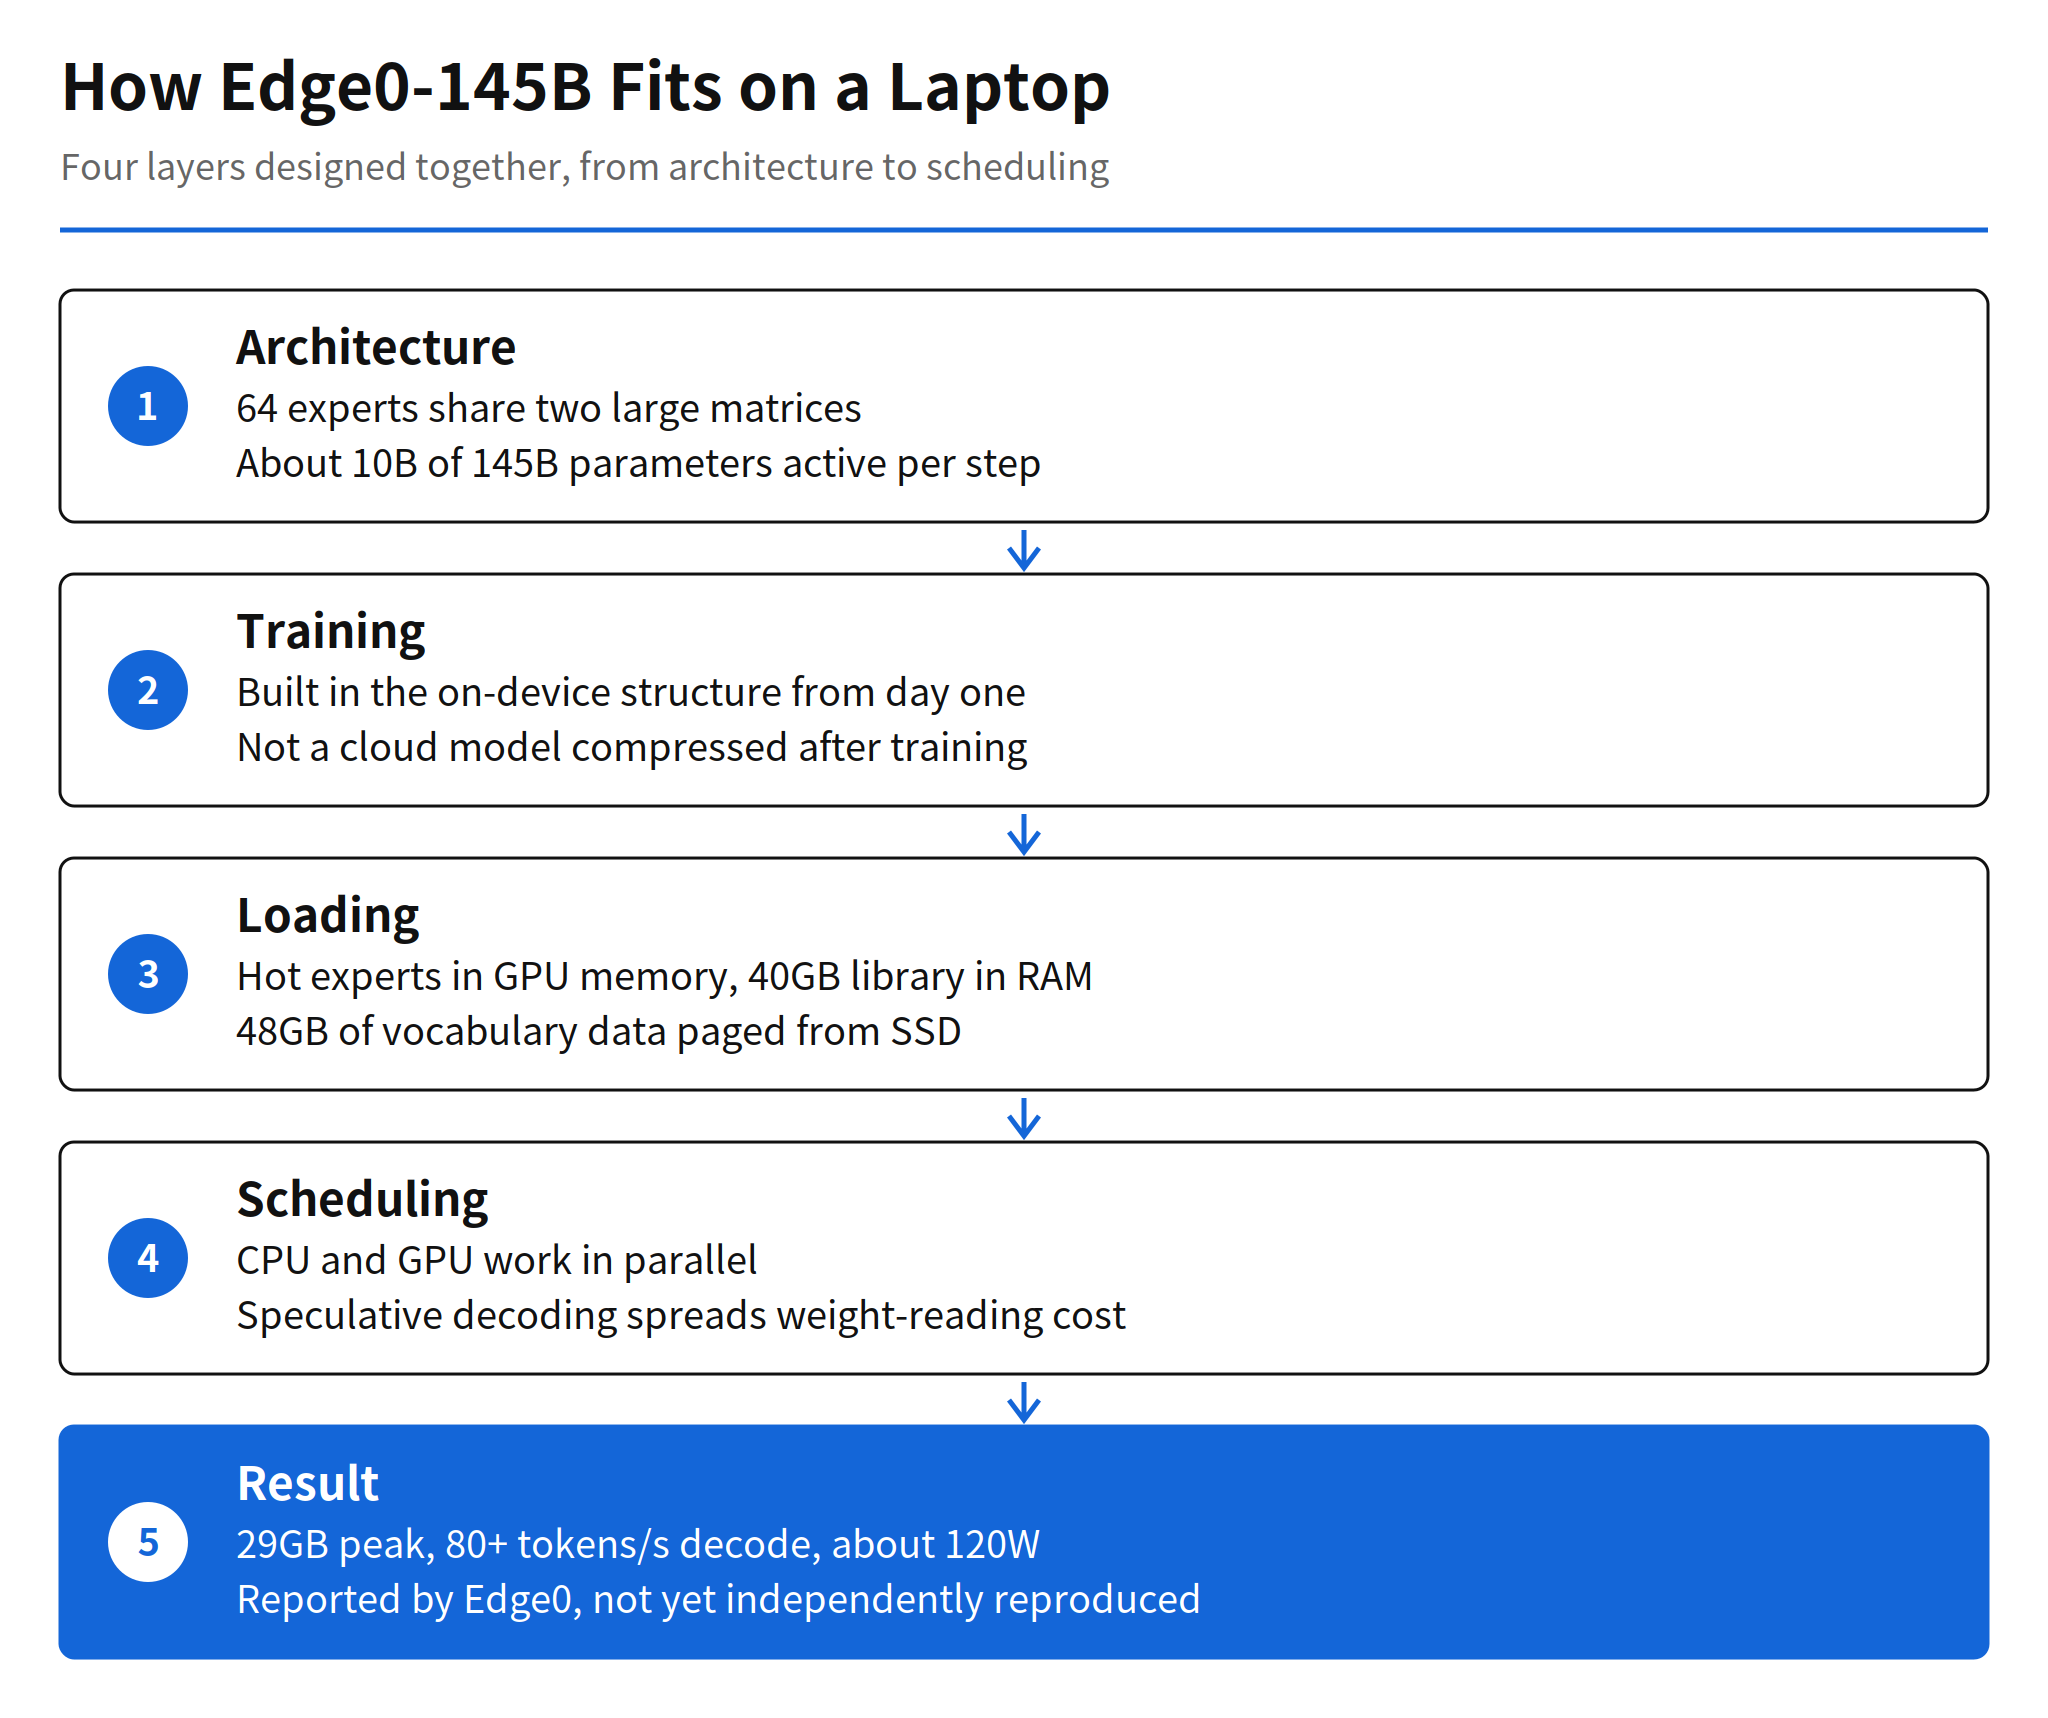 How Edge0-145B Fits on a Laptop
Four layers designed together, from architecture to scheduling
1
Architecture
64 experts share two large matrices
About 10B of 145B parameters active per step
2
Training
Built in the on-device structure from day one
Not a cloud model compressed after training
3
Loading
Hot experts in GPU memory, 40GB library in RAM
48GB of vocabulary data paged from SSD
4
Scheduling
CPU and GPU work in parallel
Speculative decoding spreads weight-reading cost
5
Result
29GB peak, 80+ tokens/s decode, about 120W
Reported by Edge0, not yet independently reproduced